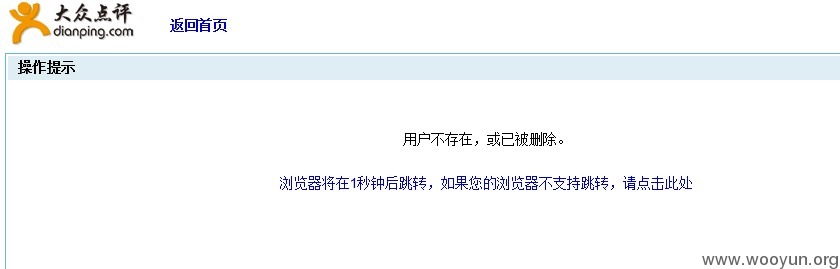 大众点评
dianping.com
返回首页
操作提示
用户不存在，或已被删除。
浏览器将在1秒钟后跳转，如果您的浏览器不支持跳转，请点击此处
www.wooyun.org